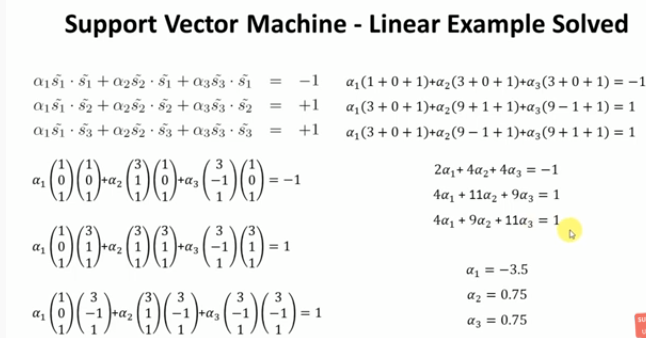 Support Vector Machine - Linear Example Solved
α₁s̃₁ · s̃₁ + α₂s̃₂ · s̃₁ + α₃s̃₃ · s̃₁ = −1
α₁s̃₁ · s̃₂ + α₂s̃₂ · s̃₂ + α₃s̃₃ · s̃₂ = +1
α₁s̃₁ · s̃₃ + α₂s̃₂ · s̃₃ + α₃s̃₃ · s̃₃ = +1
α₁(1 0 1)(1 0 1)+α₂(3 1 1)(1 0 1)+α₃(3 −1 1)(1 0 1) = −1
α₁(1 0 1)(3 1 1)+α₂(3 1 1)(3 1 1)+α₃(3 −1 1)(3 1 1) = 1
α₁(1 0 1)(3 −1 1)+α₂(3 1 1)(3 −1 1)+α₃(3 −1 1)(3 −1 1) = 1
α₁(1 + 0 + 1)+α₂(3 + 0 + 1)+α₃(3 + 0 + 1) = −1
α₁(3 + 0 + 1)+α₂(9 + 1 + 1)+α₃(9 − 1 + 1) = 1
α₁(3 + 0 + 1)+α₂(9 − 1 + 1)+α₃(9 + 1 + 1) = 1
2α₁+ 4α₂+ 4α₃ = −1
4α₁ + 11α₂ + 9α₃ = 1
4α₁ + 9α₂ + 11α₃ = 1
α₁ = −3.5
α₂ = 0.75
α₃ = 0.75